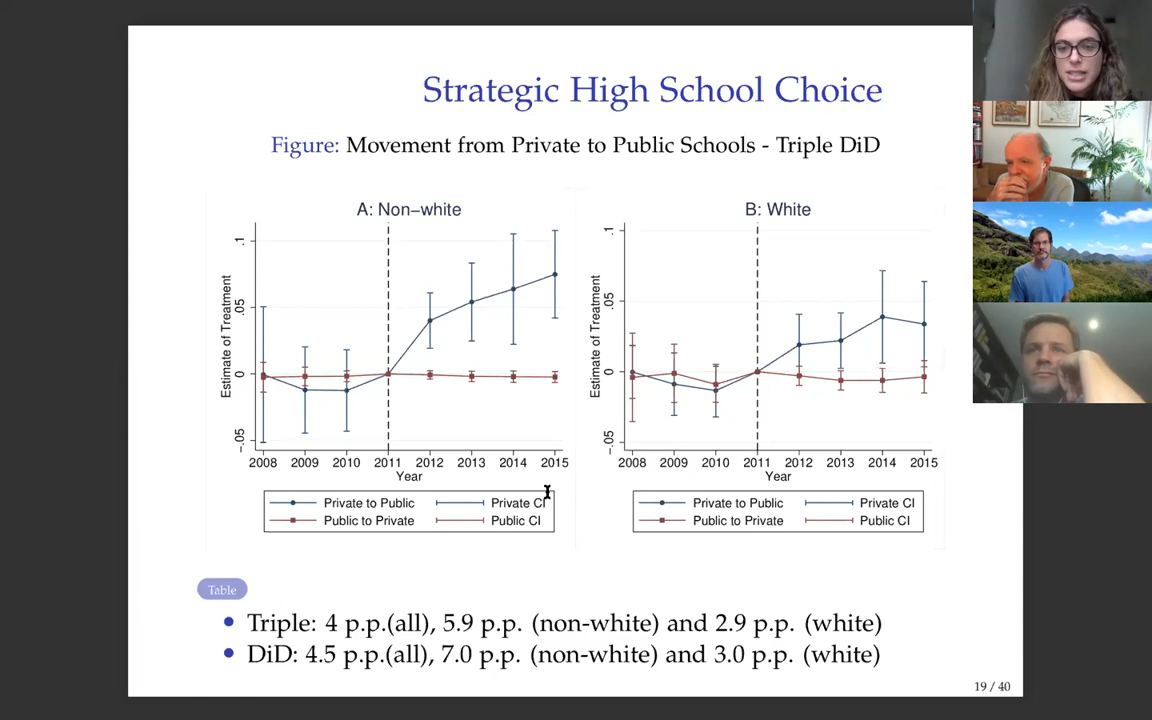 Strategic High School Choice
Figure: Movement from Private to Public Schools - Triple DiD
A: Non−white
Estimate of Treatment
.1
.05
0
−.05
2008 2009 2010 2011 2012 2013 2014 2015
Year
Private to Public Private CI
Public to Private Public CI
B: White
Estimate of Treatment
.1
.05
0
−.05
2008 2009 2010 2011 2012 2013 2014 2015
Year
Private to Public Private CI
Public to Private Public CI
Table
• Triple: 4 p.p.(all), 5.9 p.p. (non-white) and 2.9 p.p. (white)
• DiD: 4.5 p.p.(all), 7.0 p.p. (non-white) and 3.0 p.p. (white)
19 / 40